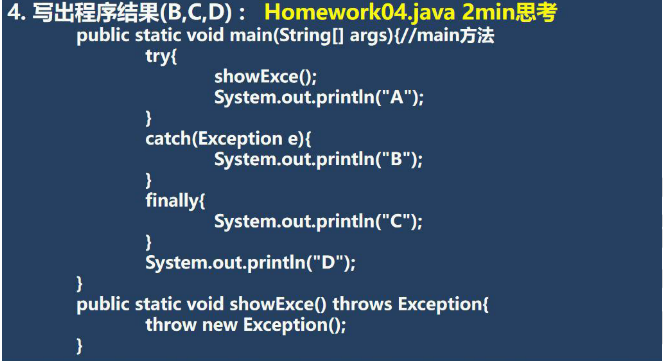 4. 写出程序结果(B,C,D)： Homework04.java 2min思考
public static void main(String[] args){//main方法
try{
showExce();
System.out.println("A");
}
catch(Exception e){
System.out.println("B");
}
finally{
System.out.println("C");
}
System.out.println("D");
}
public static void showExce() throws Exception{
throw new Exception();
}